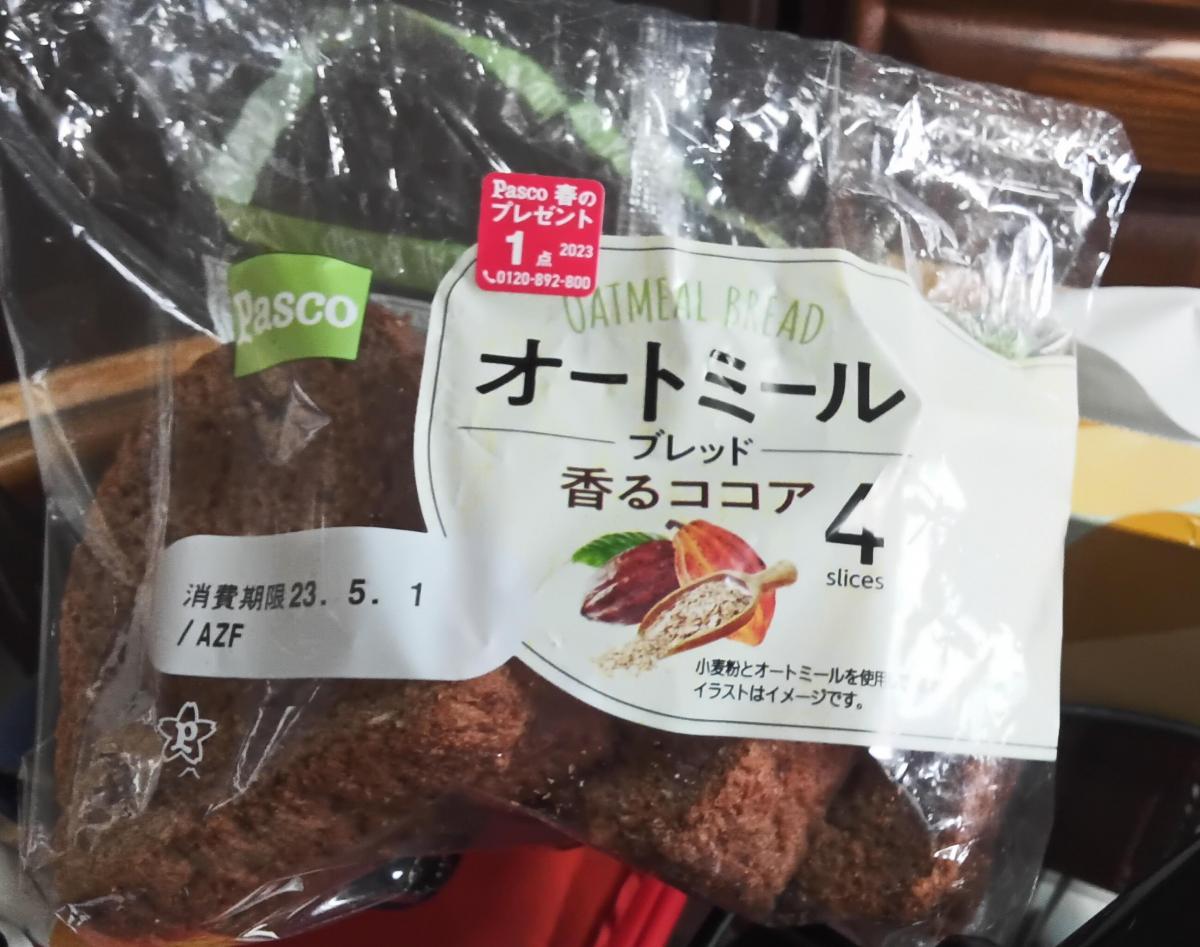 Pasco 春の
プレゼント
1点 2023
0120-892-800
Pasco
OATMEAL BREAD
オートミール
ブレッド
香るココア
4
slices
消費期限23. 5. 1
/AZF
小麦粉とオートミールを使用
イラストはイメージです。
P